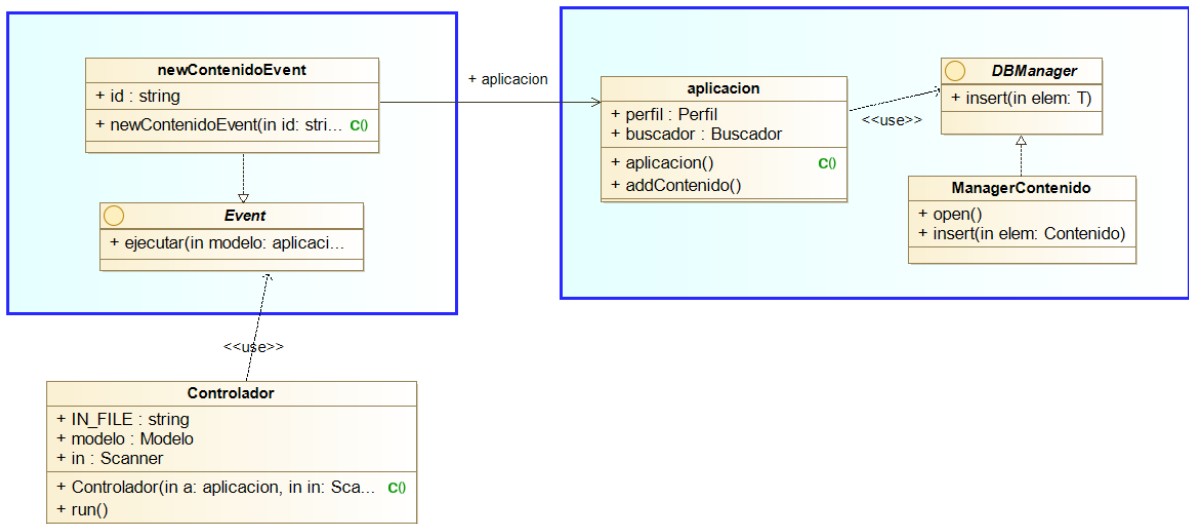 newContenidoEvent
+ id : string
+ newContenidoEvent(in id: stri... C()
Event
+ ejecutar(in modelo: aplicaci...
<<use>>
Controlador
+ IN_FILE : string
+ modelo : Modelo
+ in : Scanner
+ Controlador(in a: aplicacion, in in: Sca... C()
+ run()
+ aplicacion
aplicacion
+ perfil : Perfil
+ buscador : Buscador
+ aplicacion() C()
+ addContenido()
<<use>>
DBManager
+ insert(in elem: T)
ManagerContenido
+ open()
+ insert(in elem: Contenido)